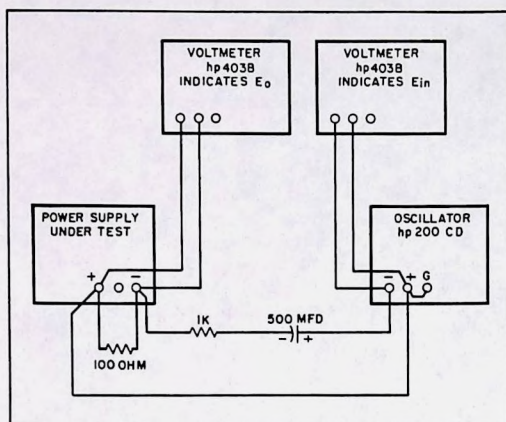 VOLTMETER
hp403B
INDICATES Eo
VOLTMETER
hp403B
INDICATES Ein
POWER SUPPLY
UNDER TEST
+ -
OSCILLATOR
hp 200 CD
- + G
1K
500 MFD
- +
100 OHM